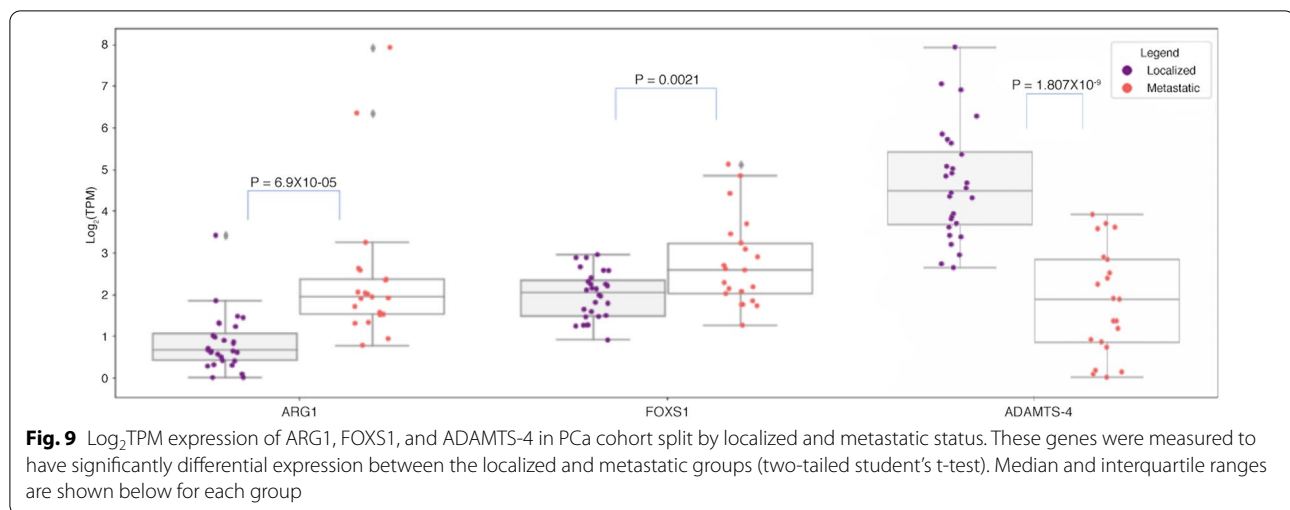 8
7
6
5
4
3
2
1
0
Log₂(TPM)
P = 6.9X10-05
P = 0.0021
P = 1.807X10⁻⁹
Legend
Localized
Metastatic
ARG1 FOXS1 ADAMTS-4
Fig. 9 Log₂TPM expression of ARG1, FOXS1, and ADAMTS-4 in PCa cohort split by localized and metastatic status. These genes were measured to
have significantly differential expression between the localized and metastatic groups (two-tailed student’s t-test). Median and interquartile ranges
are shown below for each group